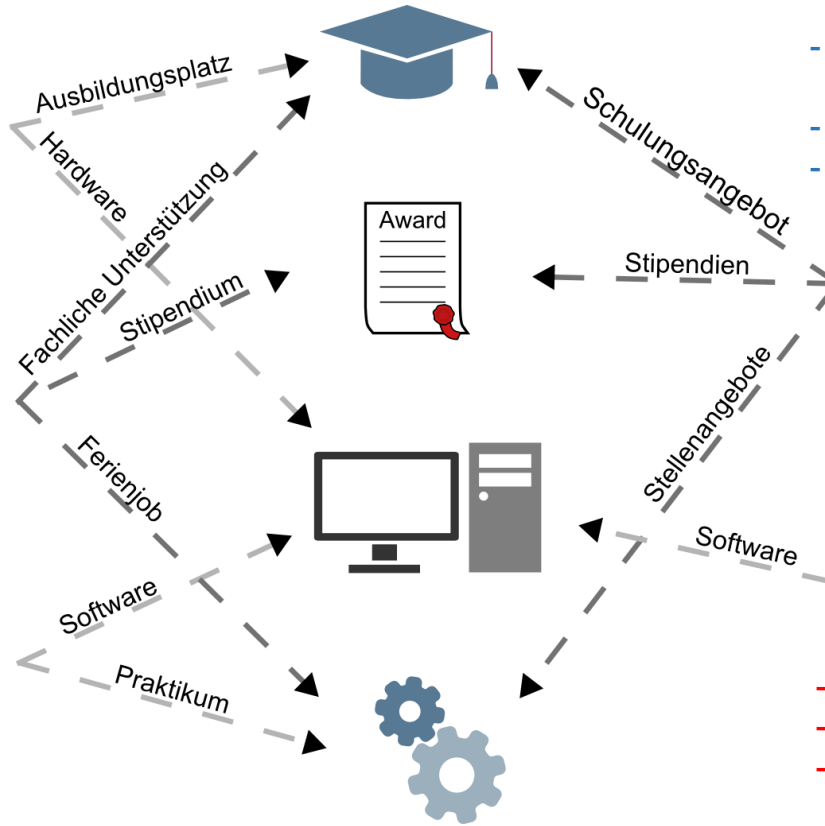 Ausbildungsplatz
Hardware
Schulungsangebot
Fachliche Unterstützung
Award
Stipendium
Stipendien
Stellenangebote
Ferienjob
Software
Software
Praktikum